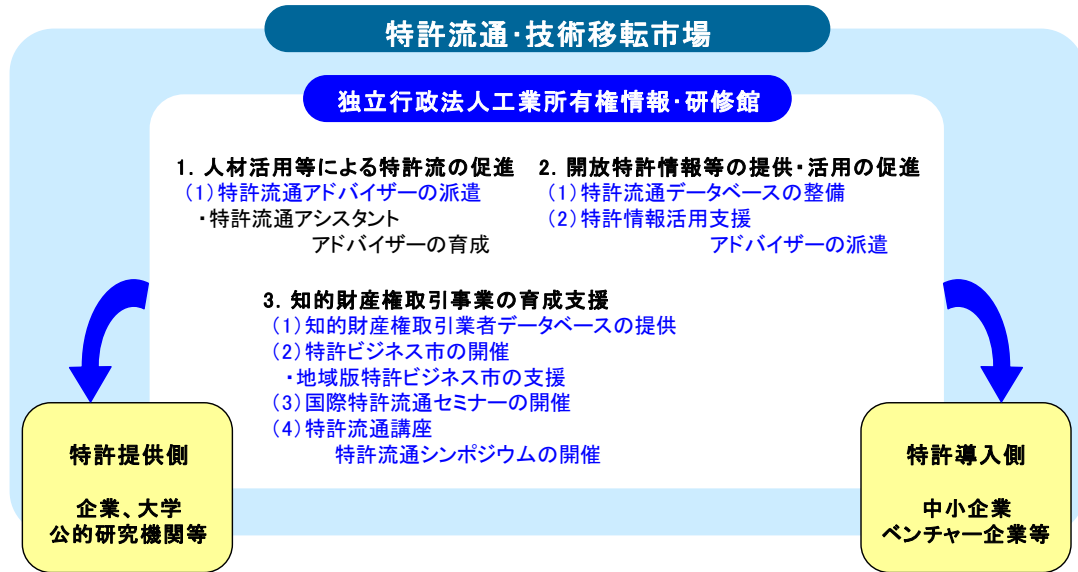 特許流通・技術移転市場
独立行政法人工業所有権情報・研修館
1. 人材活用等による特許流の促進
(1)特許流通アドバイザーの派遣
・特許流通アシスタント
アドバイザーの育成
2. 開放特許情報等の提供・活用の促進
(1)特許流通データベースの整備
(2)特許情報活用支援
アドバイザーの派遣
3. 知的財産権取引事業の育成支援
(1)知的財産権取引業者データベースの提供
(2)特許ビジネス市の開催
・地域版特許ビジネス市の支援
(3)国際特許流通セミナーの開催
(4)特許流通講座
特許流通シンポジウムの開催
特許提供側
企業、大学
公的研究機関等
特許導入側
中小企業
ベンチャー企業等